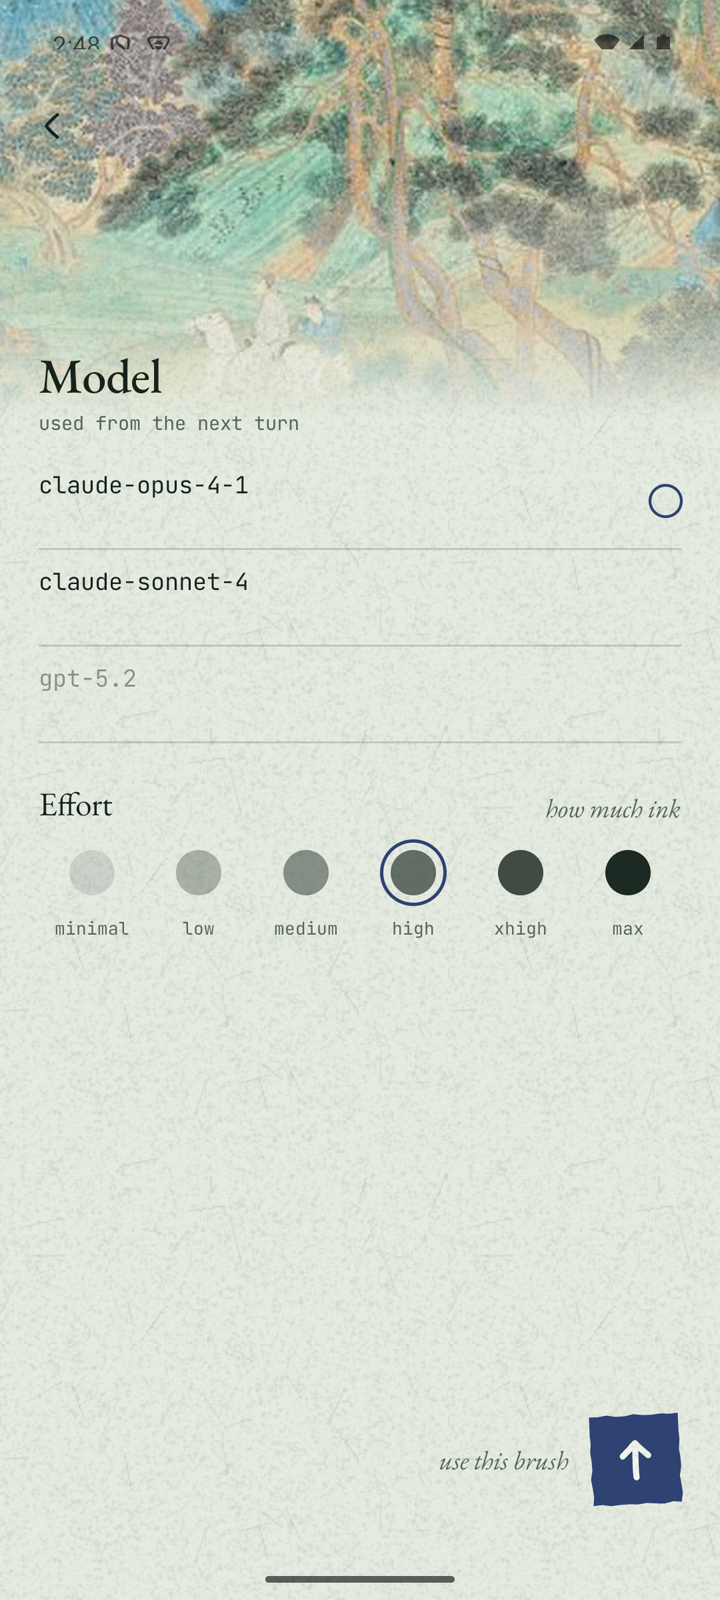 2:48
Model
used from the next turn
claude-opus-4-1
claude-sonnet-4
gpt-5.2
Effort
how much ink
minimal low medium high xhigh max
use this brush